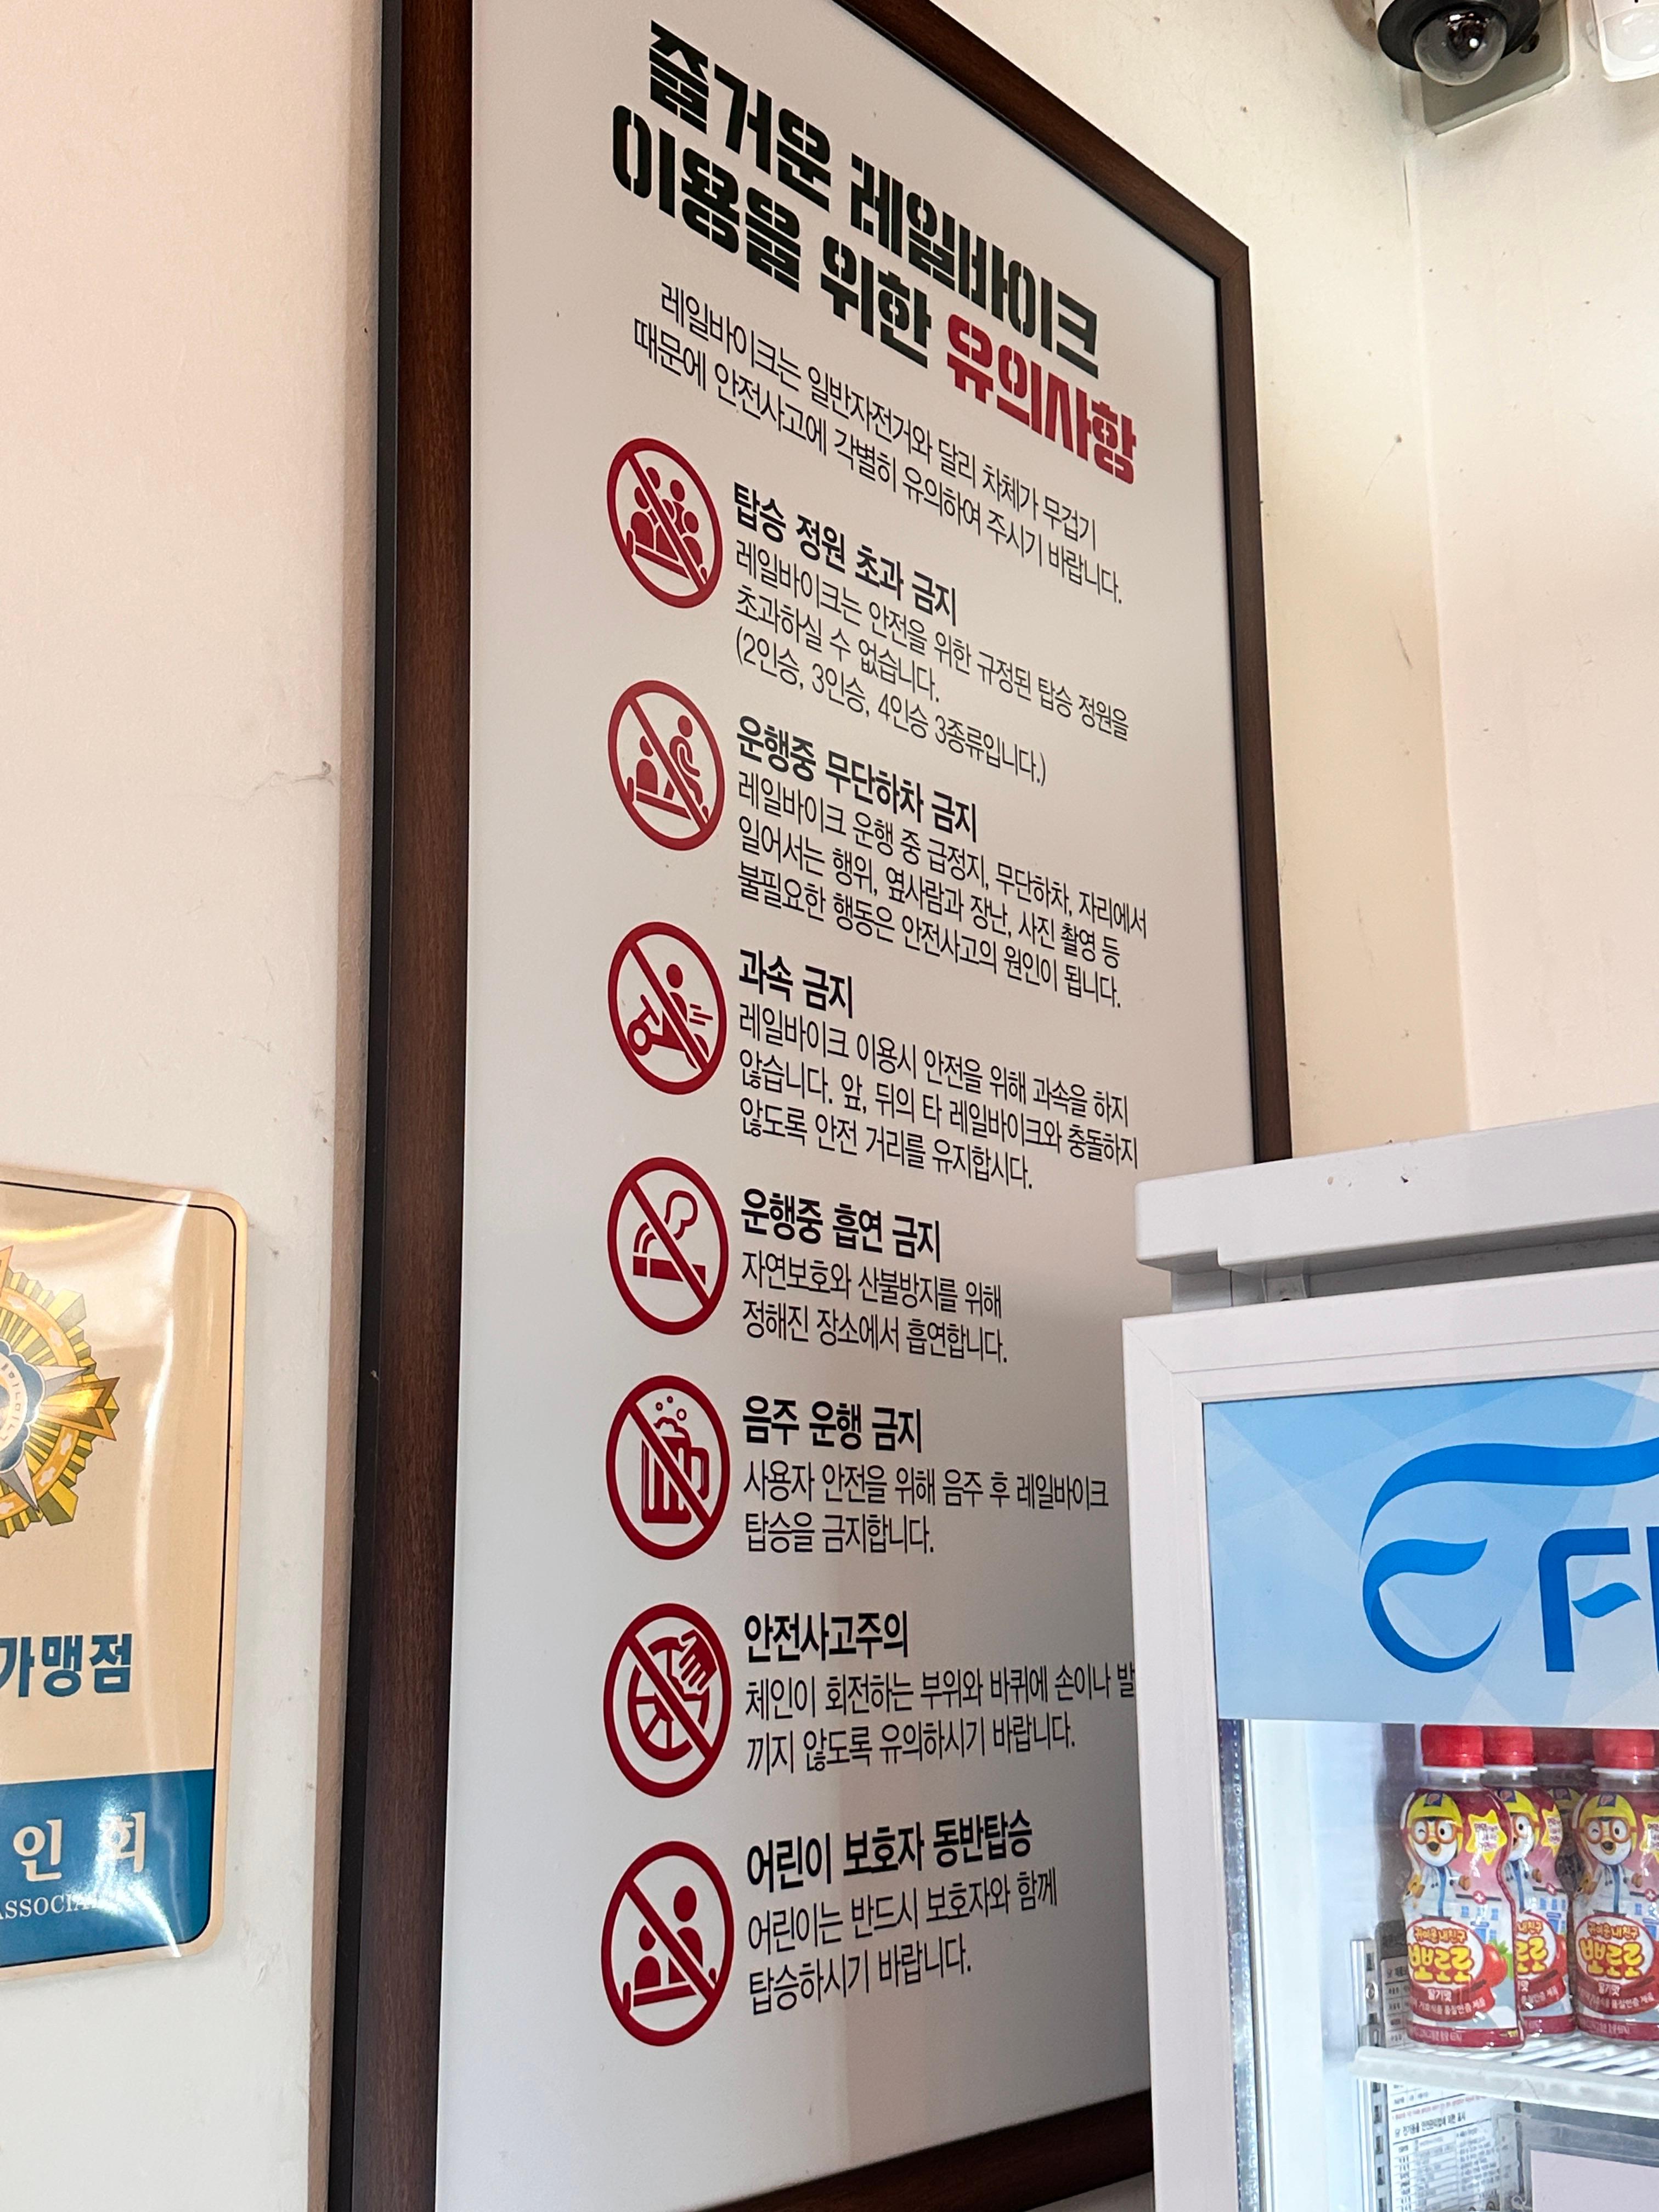 즐거운 레일바이크
이용을 위한 유의사항
레일바이크는 일반자전거와 달리 차체가 무겁기
때문에 안전사고에 각별히 유의하여 주시기 바랍니다.
탑승 정원 초과 금지
레일바이크는 안전을 위한 규정된 탑승 정원을
초과하실 수 없습니다.
(2인승, 3인승, 4인승 3종류입니다.)
운행중 무단하차 금지
레일바이크 운행 중 급정지, 무단하차, 자리에서
일어서는 행위, 옆사람과 장난, 사진 촬영 등
불필요한 행동은 안전사고의 원인이 됩니다.
과속 금지
레일바이크 이용시 안전을 위해 과속을 하지
않습니다. 앞, 뒤의 타 레일바이크와 충돌하지
않도록 안전 거리를 유지합시다.
운행중 흡연 금지
자연보호와 산불방지를 위해
정해진 장소에서 흡연합니다.
음주 운행 금지
사용자 안전을 위해 음주 후 레일바이크
탑승을 금지합니다.
안전사고주의
체인이 회전하는 부위와 바퀴에 손이나 발
끼지 않도록 유의하시기 바랍니다.
어린이 보호자 동반탑승
어린이는 반드시 보호자와 함께
탑승하시기 바랍니다.
가맹점
인 회
귀여운 내친구
뽀로로
딸기맛